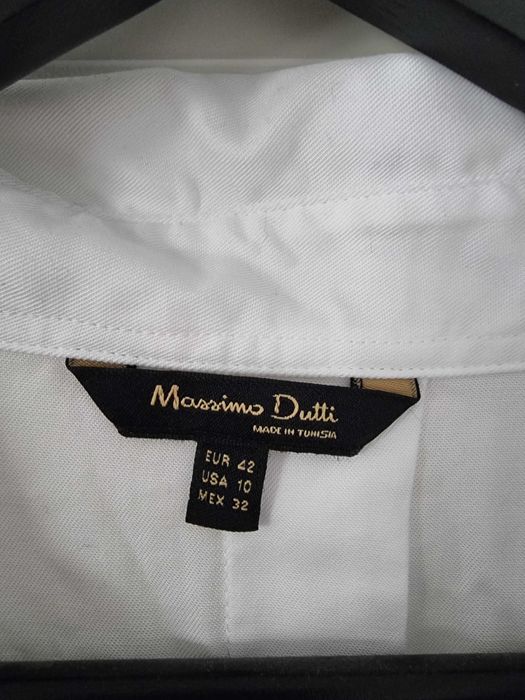 Massimo Dutti
MADE IN TUNISIA
EUR 42
USA 10
MEX 32